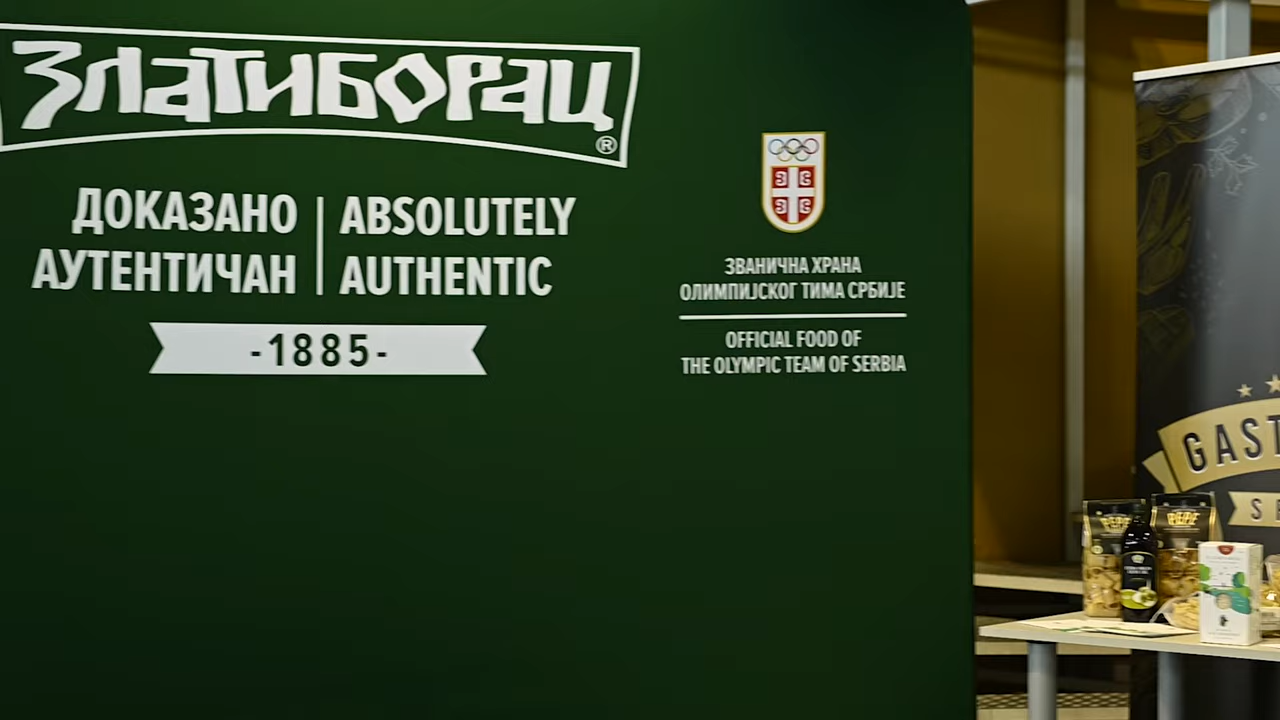 ЗЛАТИБОРАЦ
®
ДОКАЗАНО
АУТЕНТИЧАН
ABSOLUTELY
AUTHENTIC
-1885-
ЗВАНИЧНА ХРАНА
ОЛИМПИЈСКОГ ТИМА СРБИЈЕ
OFFICIAL FOOD OF
THE OLYMPIC TEAM OF SERBIA
GAST